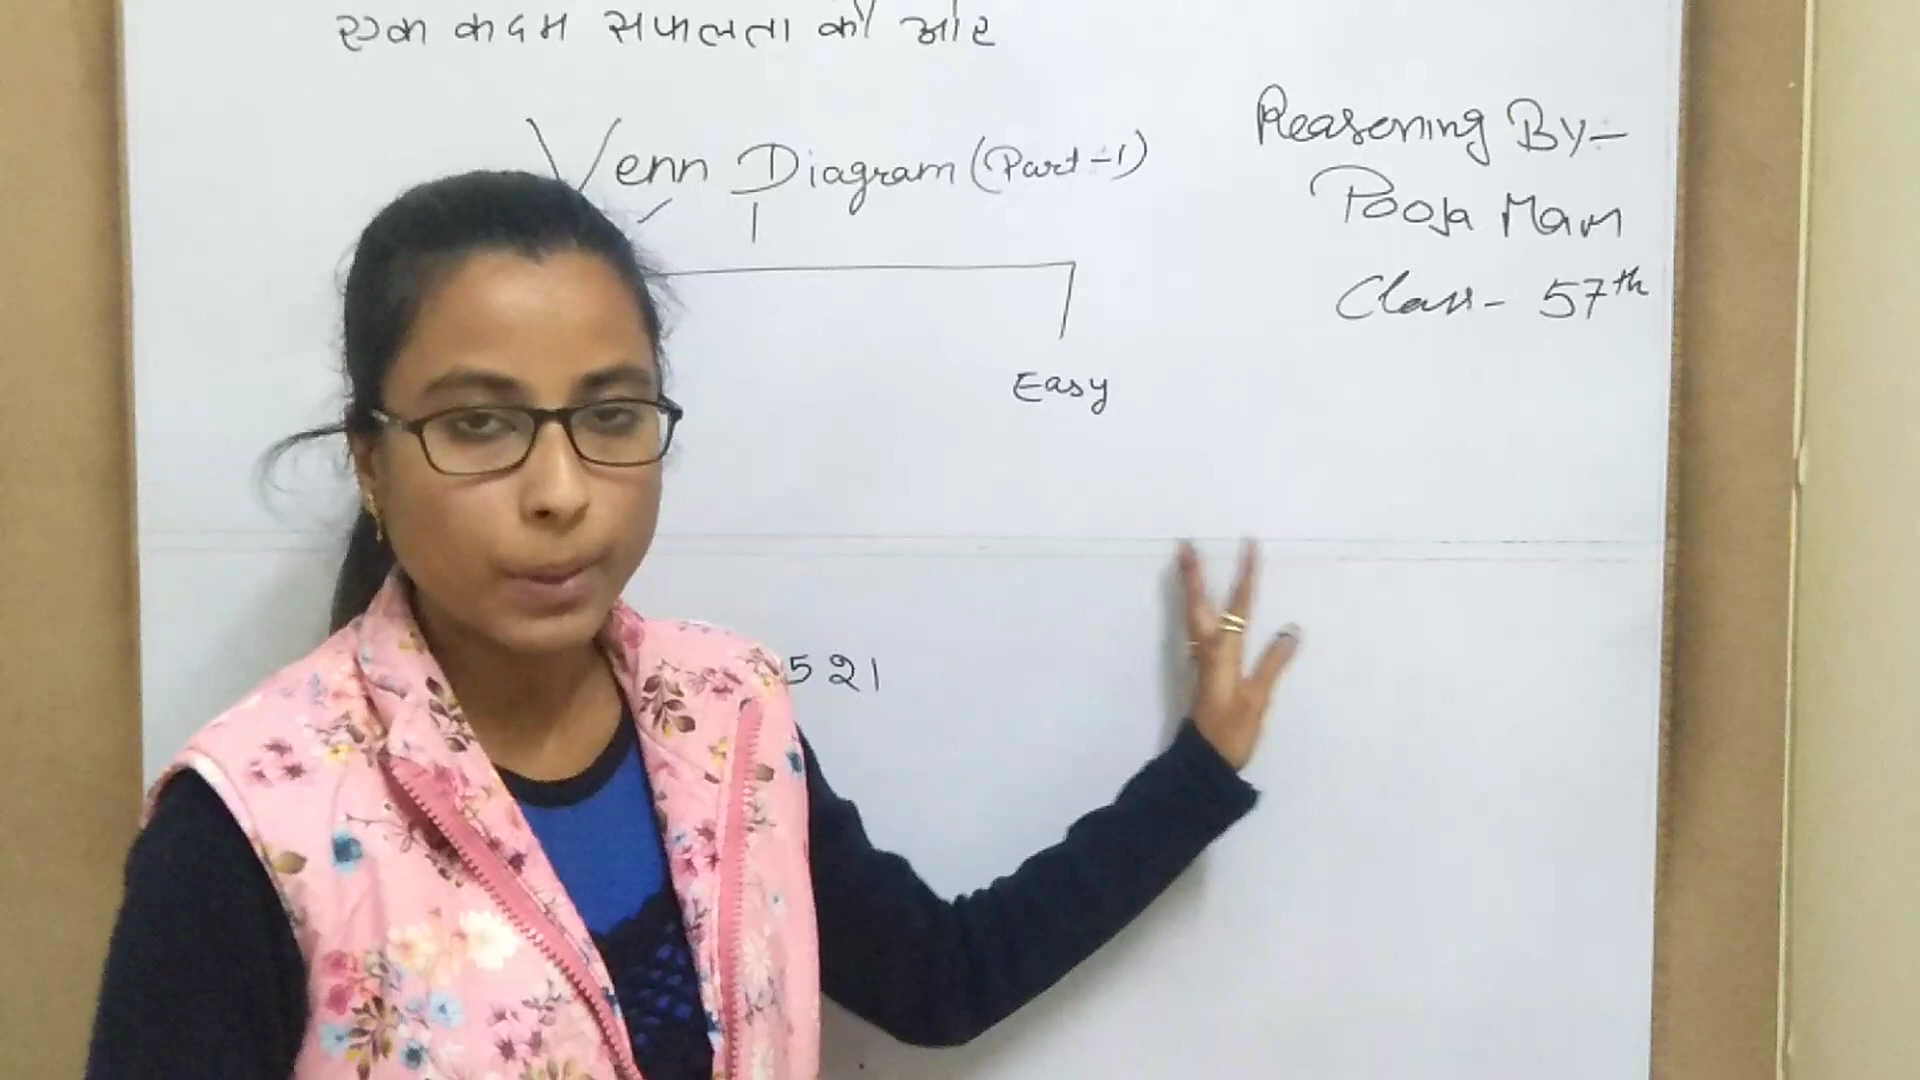 एक कदम सफलता की ओर
Venn Diagram (Part-1)
Reasoning By-
Pooja Mam
Class- 57th
Easy
521